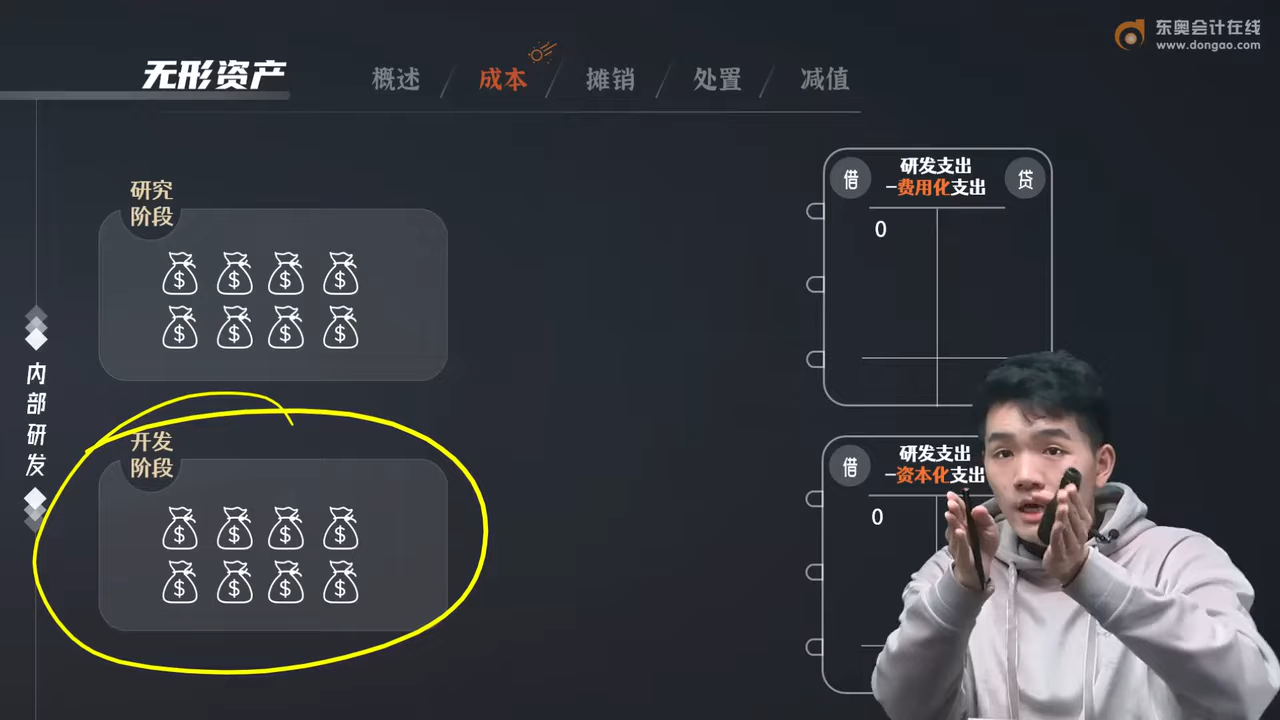 东奥会计在线
www.dongao.com
无形资产
概述 / 成本 / 摊销 / 处置 / 减值
研究
阶段
$ $ $ $
$ $ $ $
内部研发
开发
阶段
$ $ $ $
$ $ $ $
借 研发支出 贷
-费用化支出
0
借 研发支出
-资本化支出
0